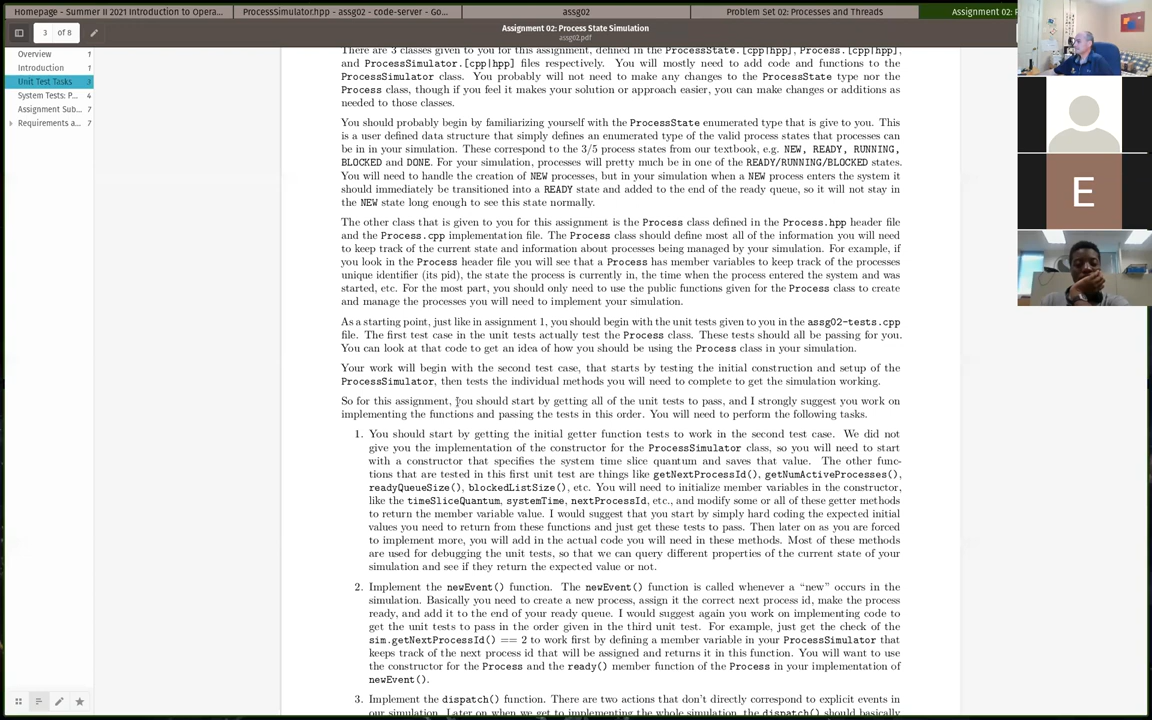 Homepage - Summer II 2021 Introduction to Opera...
ProcessSimulator.hpp - assg02 - code-server - Go...
assg02
Problem Set 02: Processes and Threads
Assignment 02: P
3 of 8
Assignment 02: Process State Simulation
assg02.pdf
Overview 1
Introduction 1
Unit Test Tasks 3
System Tests: P... 4
Assignment Sub... 7
Requirements a... 7
There are 3 classes given to you for this assignment, defined in the ProcessState.[cpp|hpp], Process.[cpp|hpp],
and ProcessSimulator.[cpp|hpp] files respectively. You will mostly need to add code and functions to the
ProcessSimulator class. You probably will not need to make any changes to the ProcessState type nor the
Process class, though if you feel it makes your solution or approach easier, you can make changes or additions as
needed to those classes.
You should probably begin by familiarizing yourself with the ProcessState enumerated type that is give to you. This
is a user defined data structure that simply defines an enumerated type of the valid process states that processes can
be in in your simulation. These correspond to the 3/5 process states from our textbook, e.g. NEW, READY, RUNNING,
BLOCKED and DONE. For your simulation, processes will pretty much be in one of the READY/RUNNING/BLOCKED states.
You will need to handle the creation of NEW processes, but in your simulation when a NEW process enters the system it
should immediately be transitioned into a READY state and added to the end of the ready queue, so it will not stay in
the NEW state long enough to see this state normally.
The other class that is given to you for this assignment is the Process class defined in the Process.hpp header file
and the Process.cpp implementation file. The Process class should define most all of the information you will need
to keep track of the current state and information about processes being managed by your simulation. For example, if
you look in the Process header file you will see that a Process has member variables to keep track of the processes
unique identifier (its pid), the state the process is currently in, the time when the process entered the system and was
started, etc. For the most part, you should only need to use the public functions given for the Process class to create
and manage the processes you will need to implement your simulation.
As a starting point, just like in assignment 1, you should begin with the unit tests given to you in the assg02-tests.cpp
file. The first test case in the unit tests actually test the Process class. These tests should all be passing for you.
You can look at that code to get an idea of how you should be using the Process class in your simulation.
Your work will begin with the second test case, that starts by testing the initial construction and setup of the
ProcessSimulator, then tests the individual methods you will need to complete to get the simulation working.
So for this assignment, you should start by getting all of the unit tests to pass, and I strongly suggest you work on
implementing the functions and passing the tests in this order. You will need to perform the following tasks.
1. You should start by getting the initial getter function tests to work in the second test case. We did not
give you the implementation of the constructor for the ProcessSimulator class, so you will need to start
with a constructor that specifies the system time slice quantum and saves that value. The other func-
tions that are tested in this first unit test are things like getNextProcessId(), getNumActiveProcesses(),
readyQueueSize(), blockedListSize(), etc. You will need to initialize member variables in the constructor,
like the timeSliceQuantum, systemTime, nextProcessId, etc., and modify some or all of these getter methods
to return the member variable value. I would suggest that you start by simply hard coding the expected initial
values you need to return from these functions and just get these tests to pass. Then later on as you are forced
to implement more, you will add in the actual code you will need in these methods. Most of these methods
are used for debugging the unit tests, so that we can query different properties of the current state of your
simulation and see if they return the expected value or not.
2. Implement the newEvent() function. The newEvent() function is called whenever a “new” occurs in the
simulation. Basically you need to create a new process, assign it the correct next process id, make the process
ready, and add it to the end of your ready queue. I would suggest again you work on implementing code to
get the unit tests to pass in the order given in the third unit test. For example, just get the check of the
sim.getNextProcessId() == 2 to work first by defining a member variable in your ProcessSimulator that
keeps track of the next process id that will be assigned and returns it in this function. You will want to use
the constructor for the Process and the ready() member function of the Process in your implementation of
newEvent().
3. Implement the dispatch() function. There are two actions that don't directly correspond to explicit events in
our simulation. Later on when we get to implementing the whole simulation, the dispatch() should basically
E